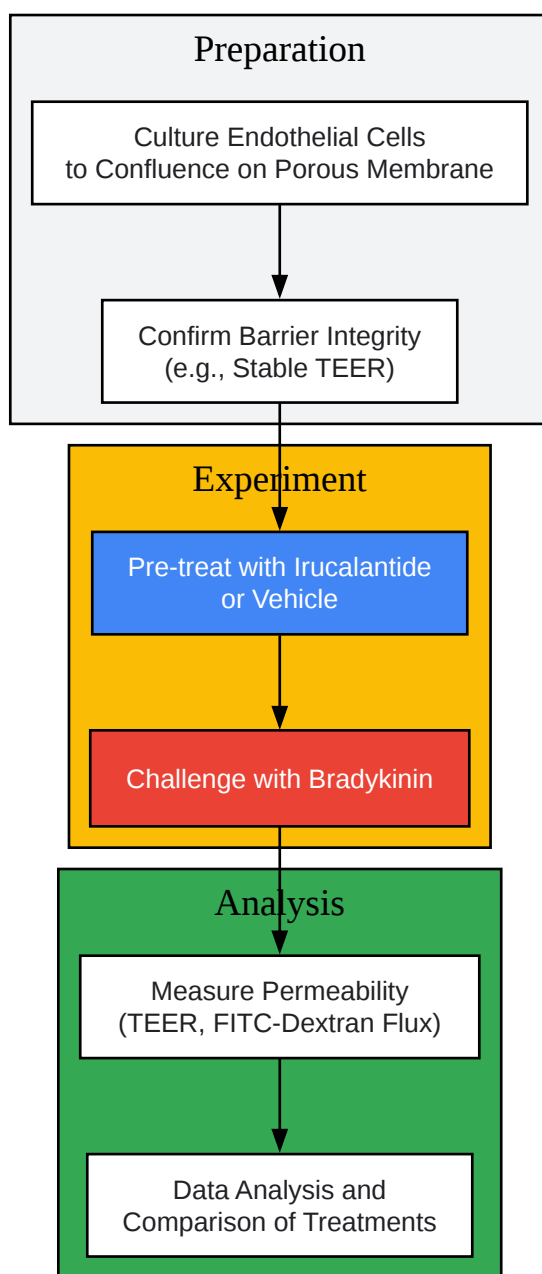 Preparation
Culture Endothelial Cells
to Confluence on Porous Membrane
Confirm Barrier Integrity
(e.g., Stable TEER)
Experiment
Pre-treat with Irucalantide
or Vehicle
Challenge with Bradykinin
Analysis
Measure Permeability
(TEER, FITC-Dextran Flux)
Data Analysis and
Comparison of Treatments